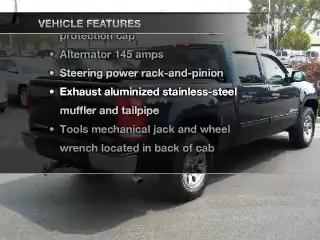 VEHICLE FEATURES
protection cap
• Alternator 145 amps
• Steering power rack-and-pinion
• Exhaust aluminized stainless-steel
muffler and tailpipe
• Tools mechanical jack and wheel
wrench located in back of cab